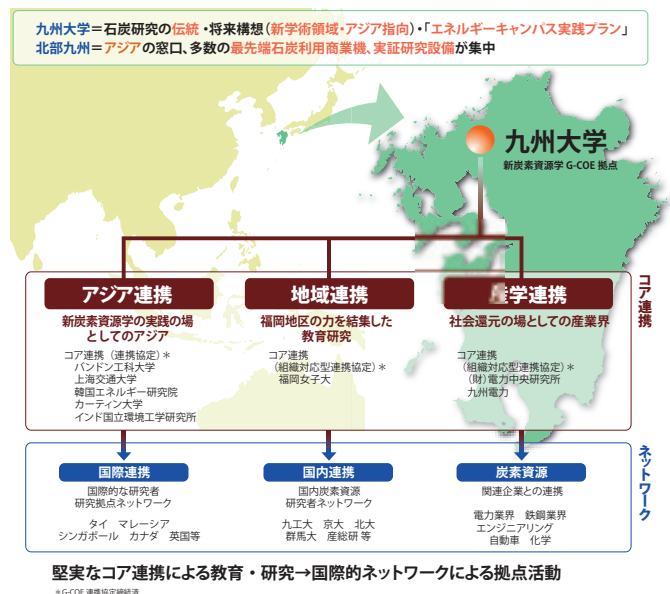 九州大学＝石炭研究の伝統・将来構想（新学術領域・アジア指向）・「エネルギーキャンパス実践プラン」
北部九州＝アジアの窓口、多数の最先端石炭利用商業機、実証研究設備が集中
九州大学
新炭素資源学 G-COE 拠点
コア連携
アジア連携
新炭素資源学の実践の場
としてのアジア
コア連携（連携協定）＊
バンドン工科大学
上海交通大学
韓国エネルギー研究院
カーティン大学
インド国立環境工学研究所
地域連携
福岡地区の力を結集した
教育研究
コア連携
（組織対応型連携協定）＊
福岡女子大
学連携
社会還元の場としての産業界
コア連携
（組織対応型連携協定）＊
（財）電力中央研究所
九州電力
ネットワーク
国際連携
国際的な研究者
研究拠点ネットワーク
タイ　マレーシア
シンガポール　カナダ　英国等
国内連携
国内炭素資源
研究者ネットワーク
九工大　京大　北大
群馬大　産総研 等
炭素資源
関連企業との連携
電力業界　鉄鋼業界
エンジニアリング
自動車　化学
堅実なコア連携による教育・研究→国際的ネットワークによる拠点活動
＊G-COE 連携協定締結済